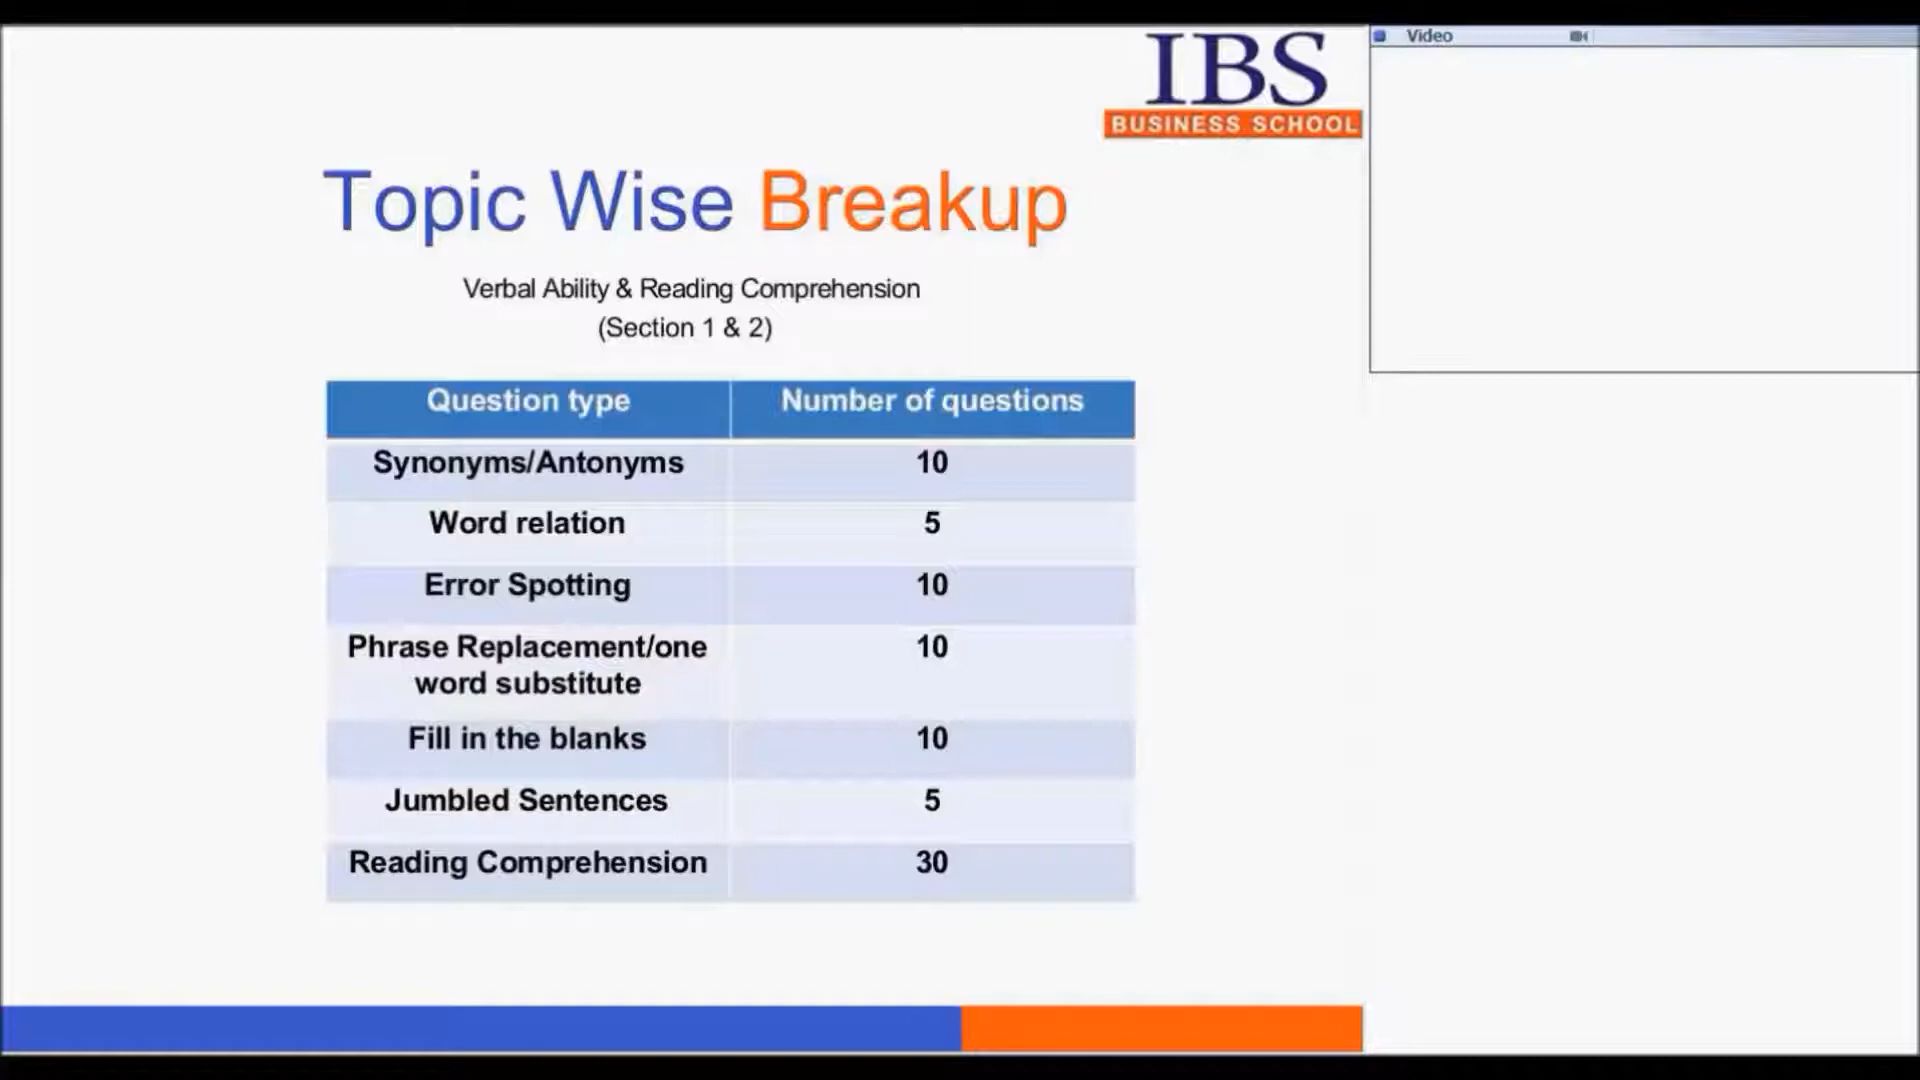 IBS
BUSINESS SCHOOL
Video
Topic Wise Breakup
Verbal Ability & Reading Comprehension
(Section 1 & 2)
Question type Number of questions
Synonyms/Antonyms 10
Word relation 5
Error Spotting 10
Phrase Replacement/one 10
word substitute
Fill in the blanks 10
Jumbled Sentences 5
Reading Comprehension 30